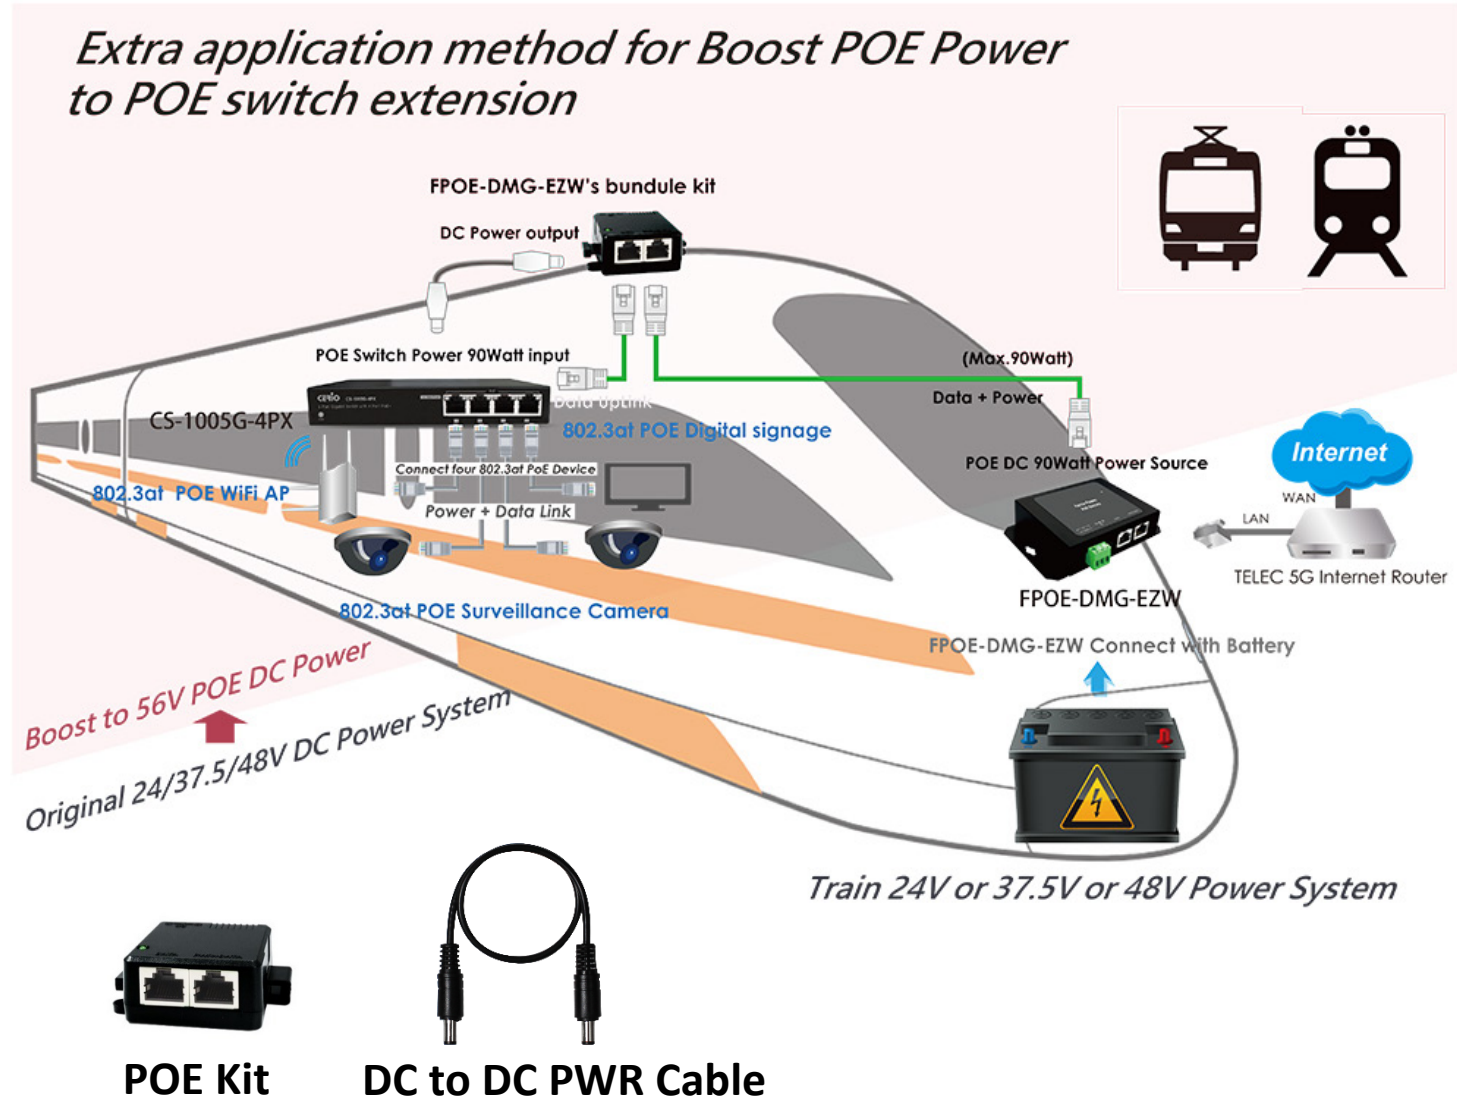 Extra application method for Boost POE Power
to POE switch extension
FPOE-DMG-EZW's bundule kit
DC Power output
POE Switch Power 90Watt input
(Max.90Watt)
Data + Power
CS-1005G-4PX
Data Uplink
802.3at POE Digital signage
Connect four 802.3at PoE Device
802.3at POE WiFi AP
Power + Data Link
802.3at POE Surveillance Camera
POE DC 90Watt Power Source
Internet
WAN
LAN
TELEC 5G Internet Router
FPOE-DMG-EZW
FPOE-DMG-EZW Connect with Battery
Boost to 56V POE DC Power
Original 24/37.5/48V DC Power System
Train 24V or 37.5V or 48V Power System
POE Kit
DC to DC PWR Cable